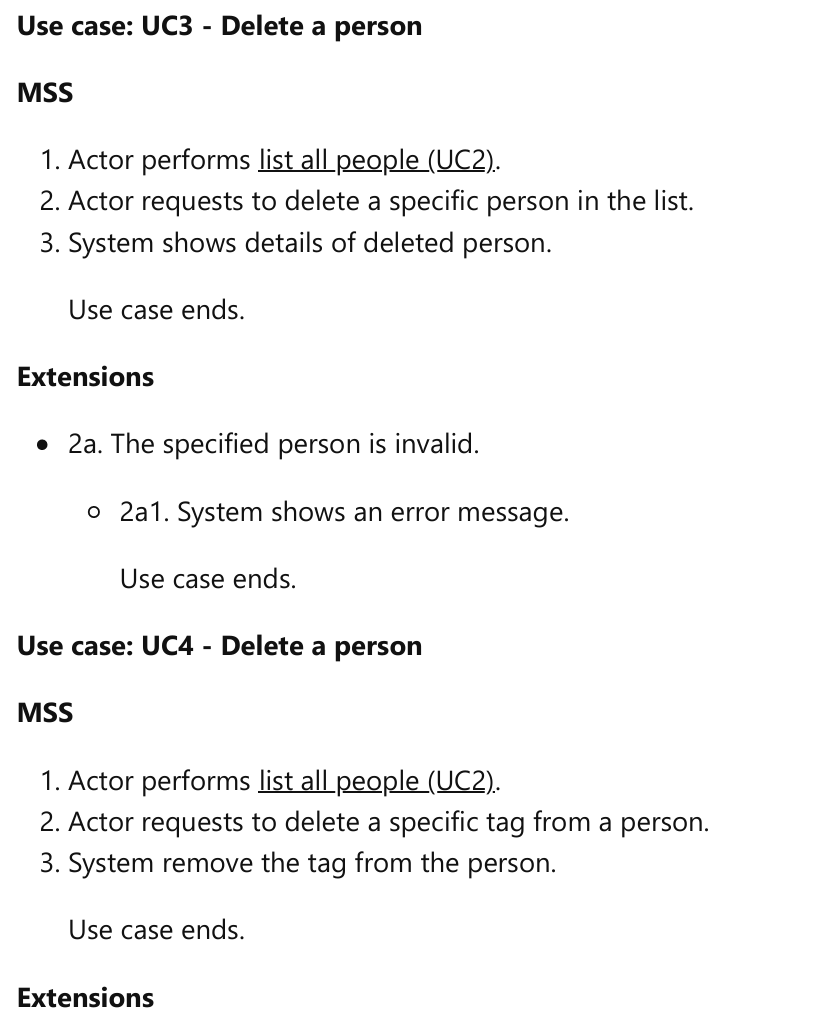 Use case: UC3 - Delete a person
MSS
1. Actor performs list all people (UC2).
2. Actor requests to delete a specific person in the list.
3. System shows details of deleted person.
Use case ends.
Extensions
• 2a. The specified person is invalid.
○ 2a1. System shows an error message.
Use case ends.
Use case: UC4 - Delete a person
MSS
1. Actor performs list all people (UC2).
2. Actor requests to delete a specific tag from a person.
3. System remove the tag from the person.
Use case ends.
Extensions